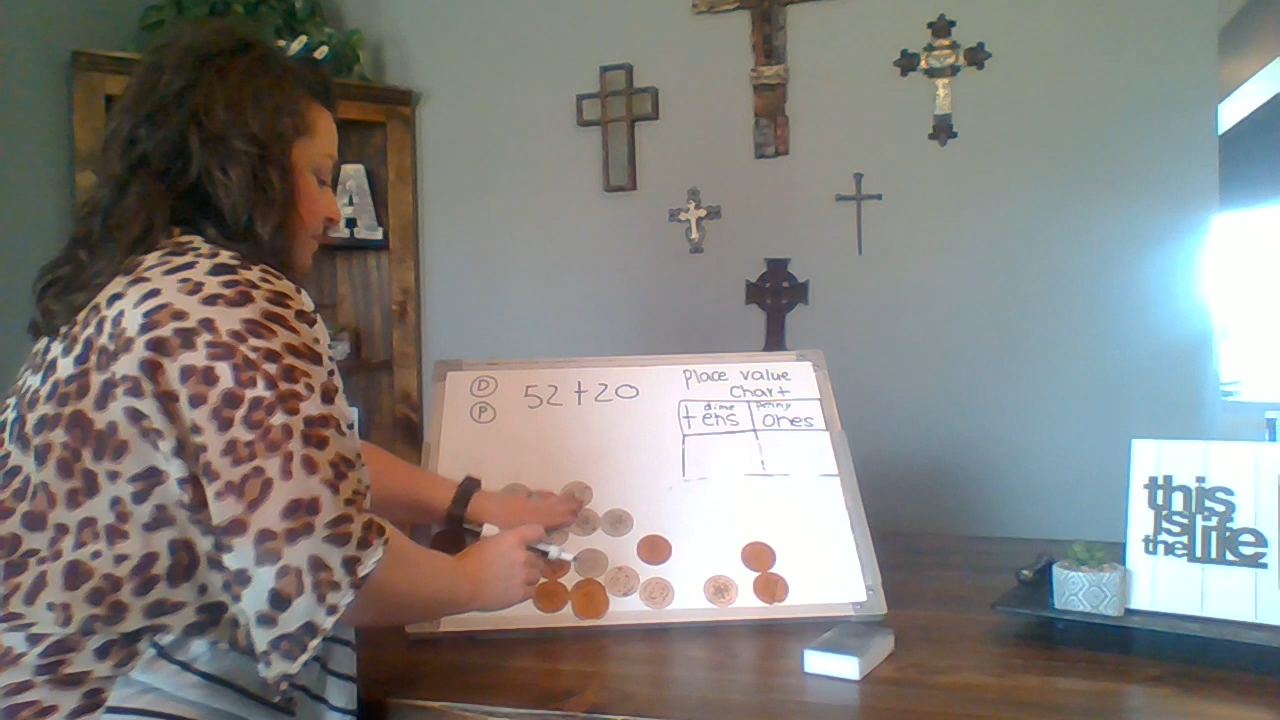 D
P
52+20
Place value
Chart
dime penny
tens ones
A
this
is
the life